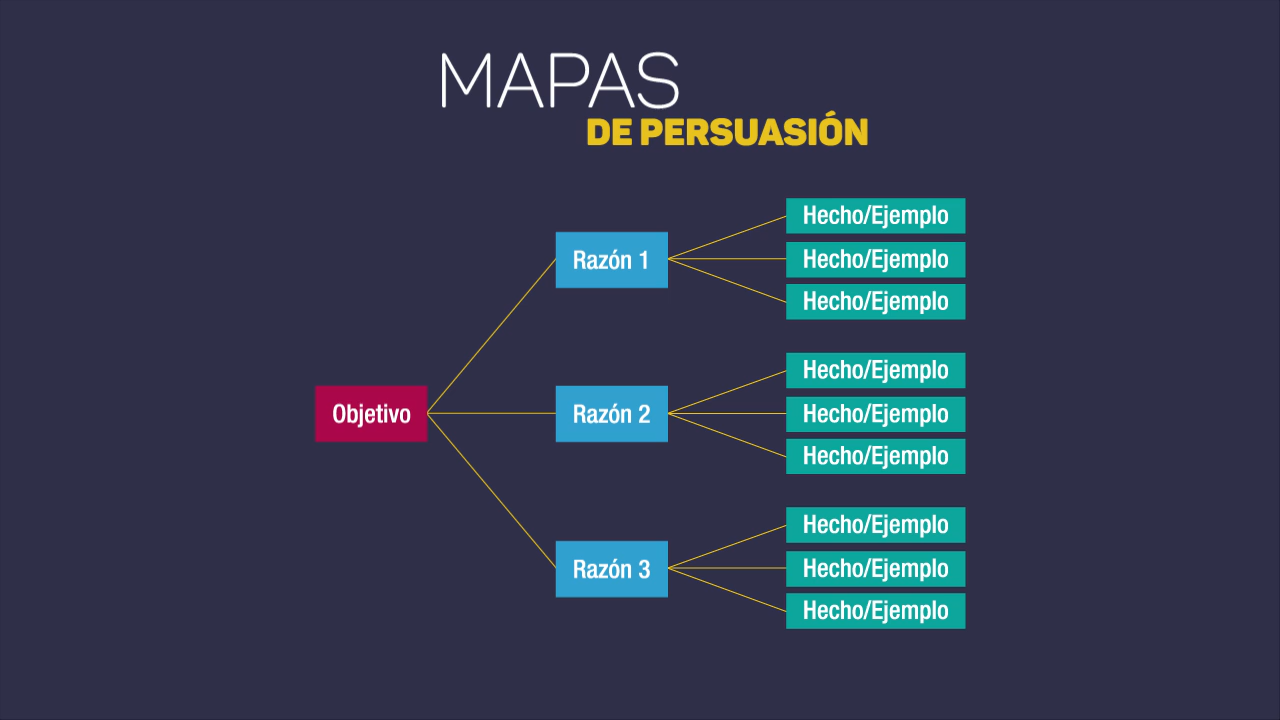 MAPAS
DE PERSUASIÓN
Objetivo
Razón 1
Hecho/Ejemplo
Hecho/Ejemplo
Hecho/Ejemplo
Razón 2
Hecho/Ejemplo
Hecho/Ejemplo
Hecho/Ejemplo
Razón 3
Hecho/Ejemplo
Hecho/Ejemplo
Hecho/Ejemplo